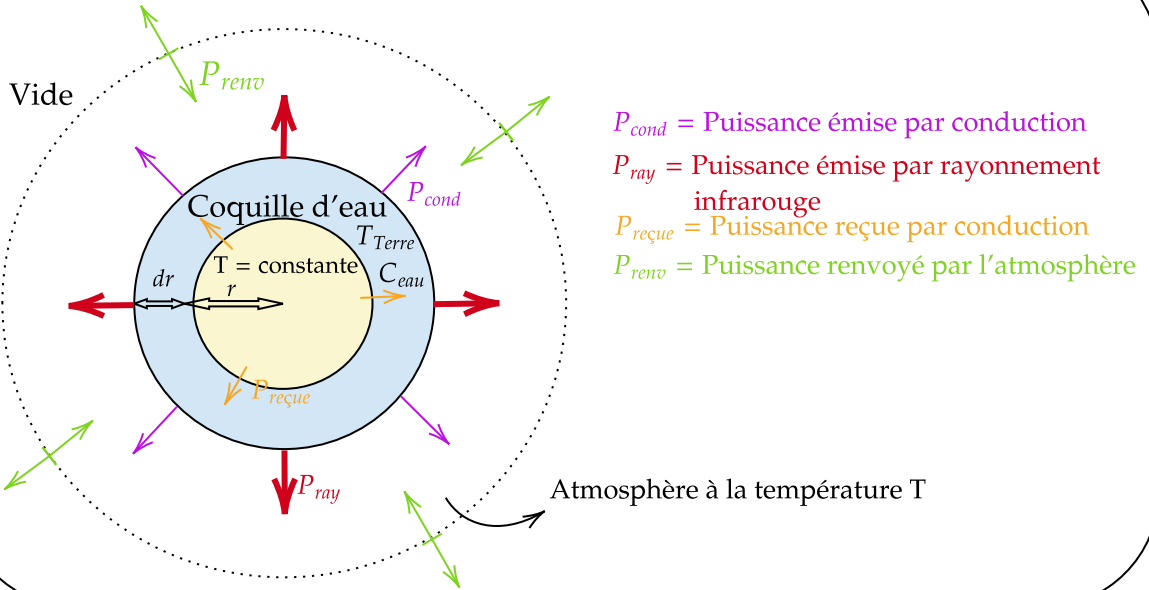 Vide
P_renv
P_cond
Coquille d'eau
T_Terre
T = constante
C_eau
dr
r
P_reçue
P_ray
Atmosphère à la température T
P_cond = Puissance émise par conduction
P_ray = Puissance émise par rayonnement
infrarouge
P_reçue = Puissance reçue par conduction
P_renv = Puissance renvoyé par l'atmosphère